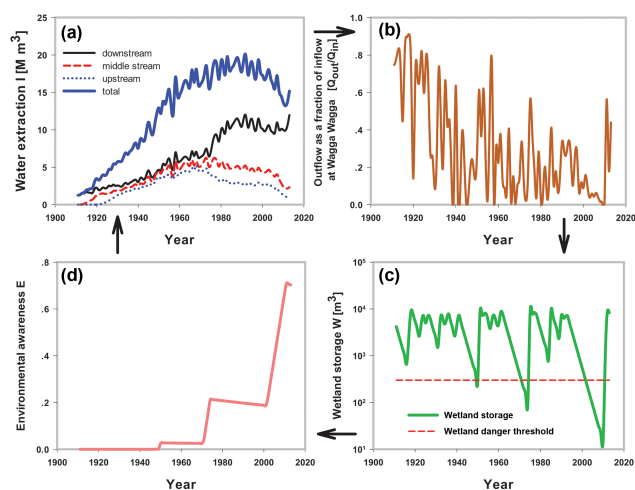 (a)
downstream
middle stream
upstream
total
Water extraction I [M m³]
25
20
15
10
5
0
1900 1920 1940 1960 1980 2000 2020
Year
(b)
Outflow as a fraction of inflow
at Wagga Wagga [Qout/Qin]
1.0
.8
.6
.4
.2
0.0
1900 1920 1940 1960 1980 2000 2020
Year
(d)
Environmental awareness E
.8
.6
.4
.2
0.0
1900 1920 1940 1960 1980 2000 2020
Year
(c)
Wetland storage W [m³]
10⁵
10⁴
10³
10²
10¹
Wetland storage
Wetland danger threshold
1900 1920 1940 1960 1980 2000 2020
Year